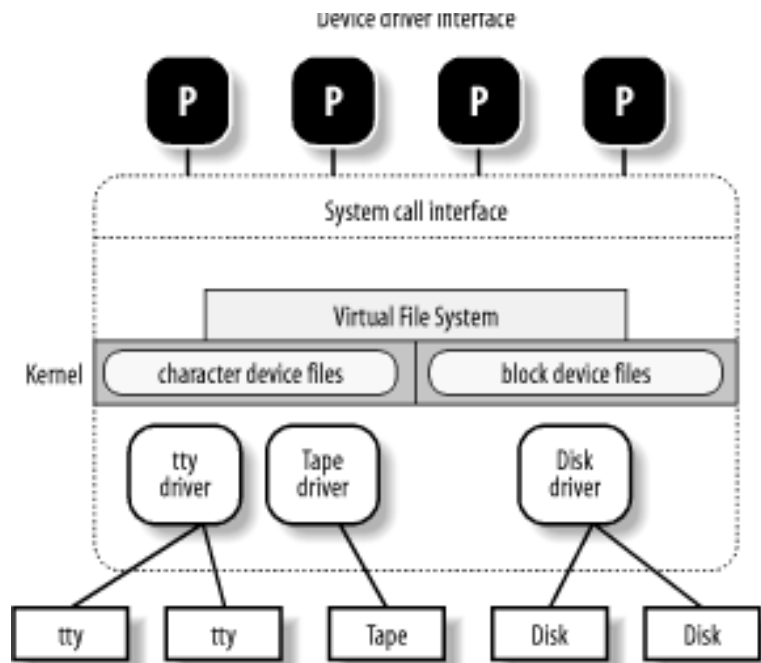 Device driver interface
P P P P
System call interface
Virtual File System
Kernel
character device files
block device files
tty driver
Tape driver
Disk driver
tty
tty
Tape
Disk
Disk